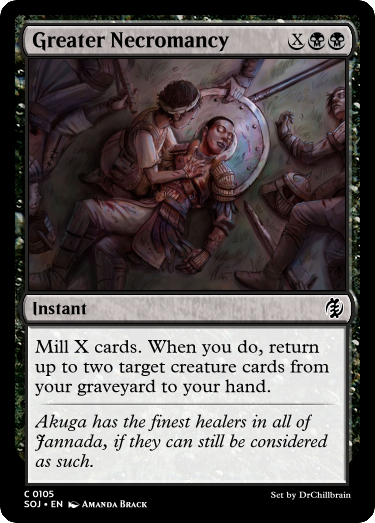 Greater Necromancy X
Instant
Mill X cards. When you do, return
up to two target creature cards from
your graveyard to your hand.
Akuga has the finest healers in all of
Jannada, if they can still be considered
as such.
C 0105
SOJ • EN Amanda Brack
Set by DrChillbrain